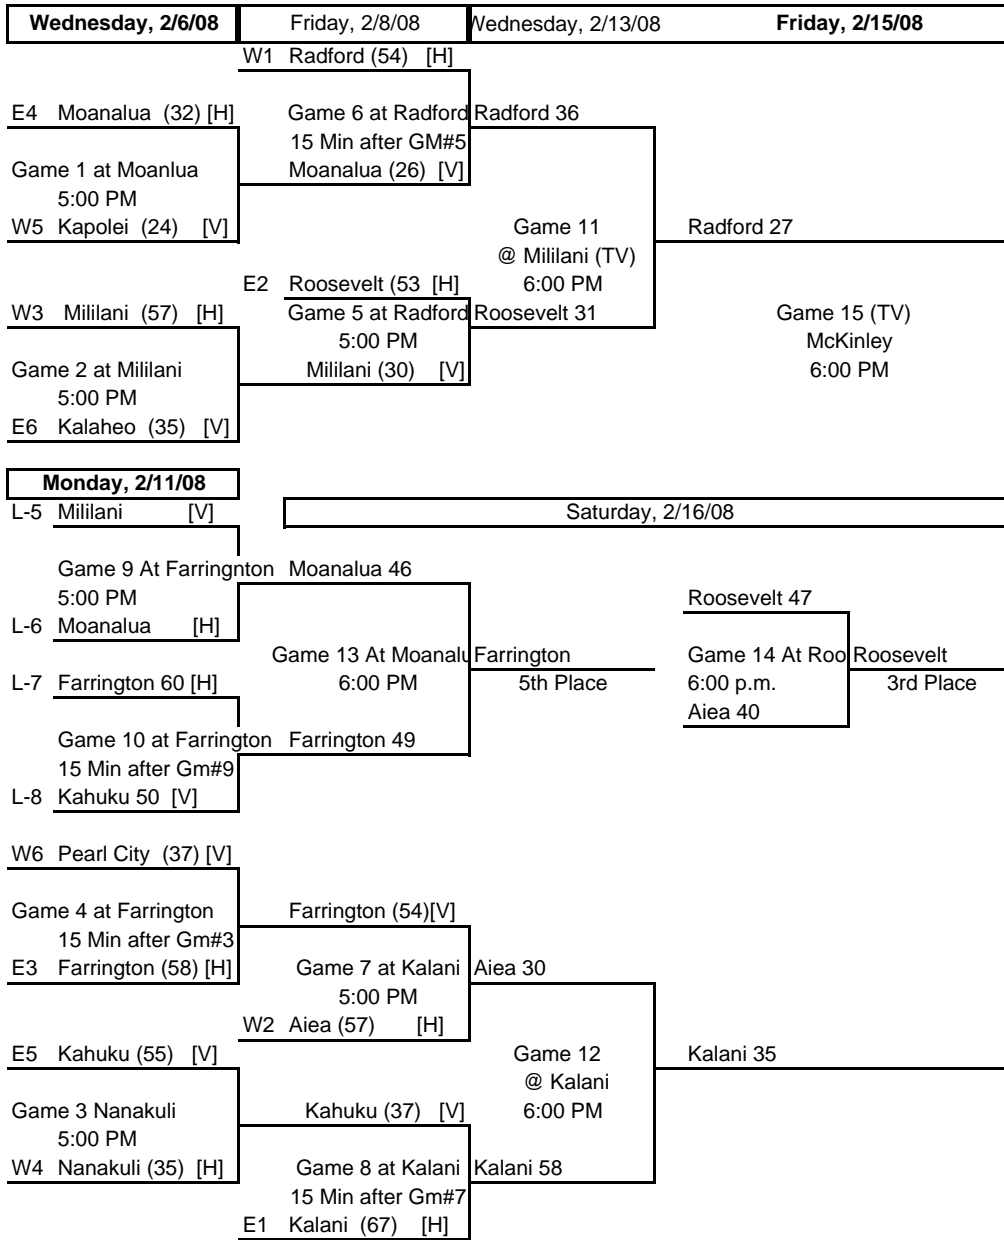 Wednesday, 2/6/08 Friday, 2/8/08 Wednesday, 2/13/08 Friday, 2/15/08
W1 Radford (54) [H]
E4 Moanalua (32) [H] Game 6 at Radford Radford 36
15 Min after GM#5
Game 1 at Moanlua Moanalua (26) [V]
5:00 PM
W5 Kapolei (24) [V] Game 11 Radford 27
@ Mililani (TV)
E2 Roosevelt (53 [H] 6:00 PM
W3 Mililani (57) [H] Game 5 at Radford Roosevelt 31 Game 15 (TV)
5:00 PM McKinley
Game 2 at Mililani Mililani (30) [V] 6:00 PM
5:00 PM
E6 Kalaheo (35) [V]
Monday, 2/11/08
L-5 Mililani [V] Saturday, 2/16/08
Game 9 At Farringnton Moanalua 46
5:00 PM Roosevelt 47
L-6 Moanalua [H]
Game 13 At Moanalu Farrington Game 14 At Roo Roosevelt
L-7 Farrington 60 [H] 6:00 PM 5th Place 6:00 p.m. 3rd Place
Aiea 40
Game 10 at Farrington Farrington 49
15 Min after Gm#9
L-8 Kahuku 50 [V]
W6 Pearl City (37) [V]
Game 4 at Farrington Farrington (54)[V]
15 Min after Gm#3
E3 Farrington (58) [H] Game 7 at Kalani Aiea 30
5:00 PM
W2 Aiea (57) [H]
E5 Kahuku (55) [V] Game 12 Kalani 35
@ Kalani
Game 3 Nanakuli Kahuku (37) [V] 6:00 PM
5:00 PM
W4 Nanakuli (35) [H] Game 8 at Kalani Kalani 58
15 Min after Gm#7
E1 Kalani (67) [H]